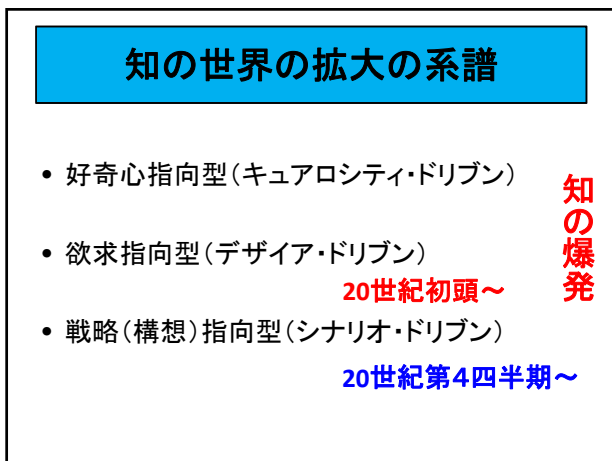 知の世界の拡大の系譜
• 好奇心指向型(キュアロシティ・ドリブン)
• 欲求指向型(デザイア・ドリブン)
20世紀初頭～
• 戦略(構想)指向型(シナリオ・ドリブン)
20世紀第4四半期～
知の爆発